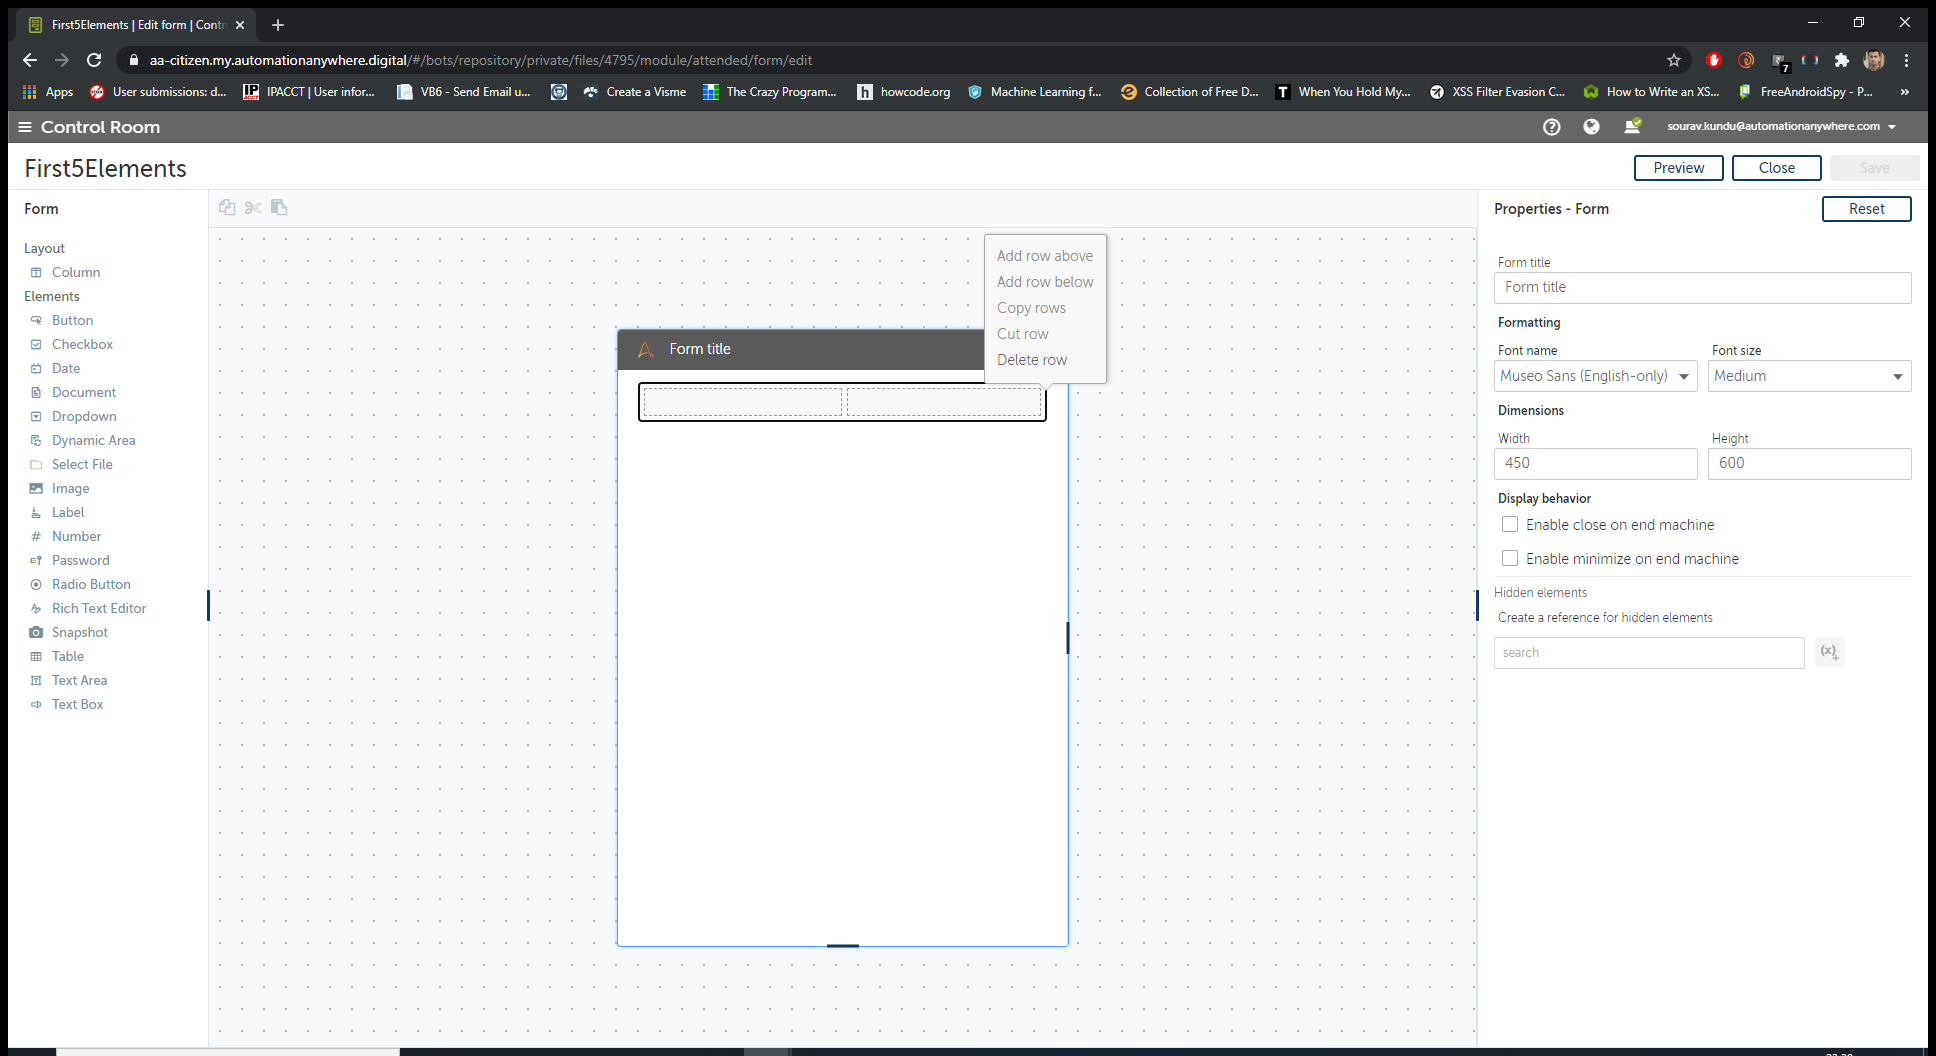 First5Elements | Edit form | Contr
aa-citizen.my.automationanywhere.digital/#/bots/repository/private/files/4795/module/attended/form/edit
7
Apps
User submissions: d...
IPACCT | User infor...
VB6 - Send Email u...
Create a Visme
The Crazy Program...
howcode.org
Machine Learning f...
Collection of Free D...
When You Hold My...
XSS Filter Evasion C...
How to Write an XS...
FreeAndroidSpy - P...
Control Room
sourav.kundu@automationanywhere.com
First5Elements
Preview
Close
Save
Form
Layout
Column
Elements
Button
Checkbox
Date
Document
Dropdown
Dynamic Area
Select File
Image
Label
Number
Password
Radio Button
Rich Text Editor
Snapshot
Table
Text Area
Text Box
Form title
Add row above
Add row below
Copy rows
Cut row
Delete row
Properties - Form
Reset
Form title
Form title
Formatting
Font name
Font size
Museo Sans (English-only)
Medium
Dimensions
Width
Height
450
600
Display behavior
Enable close on end machine
Enable minimize on end machine
Hidden elements
Create a reference for hidden elements
search
(x)+